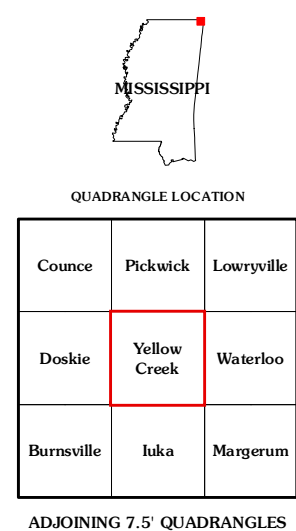 MISSISSIPPI
QUADRANGLE LOCATION
Counce Pickwick Lowryville
Doskie Yellow Creek Waterloo
Burnsville Iuka Margerum
ADJOINING 7.5' QUADRANGLES